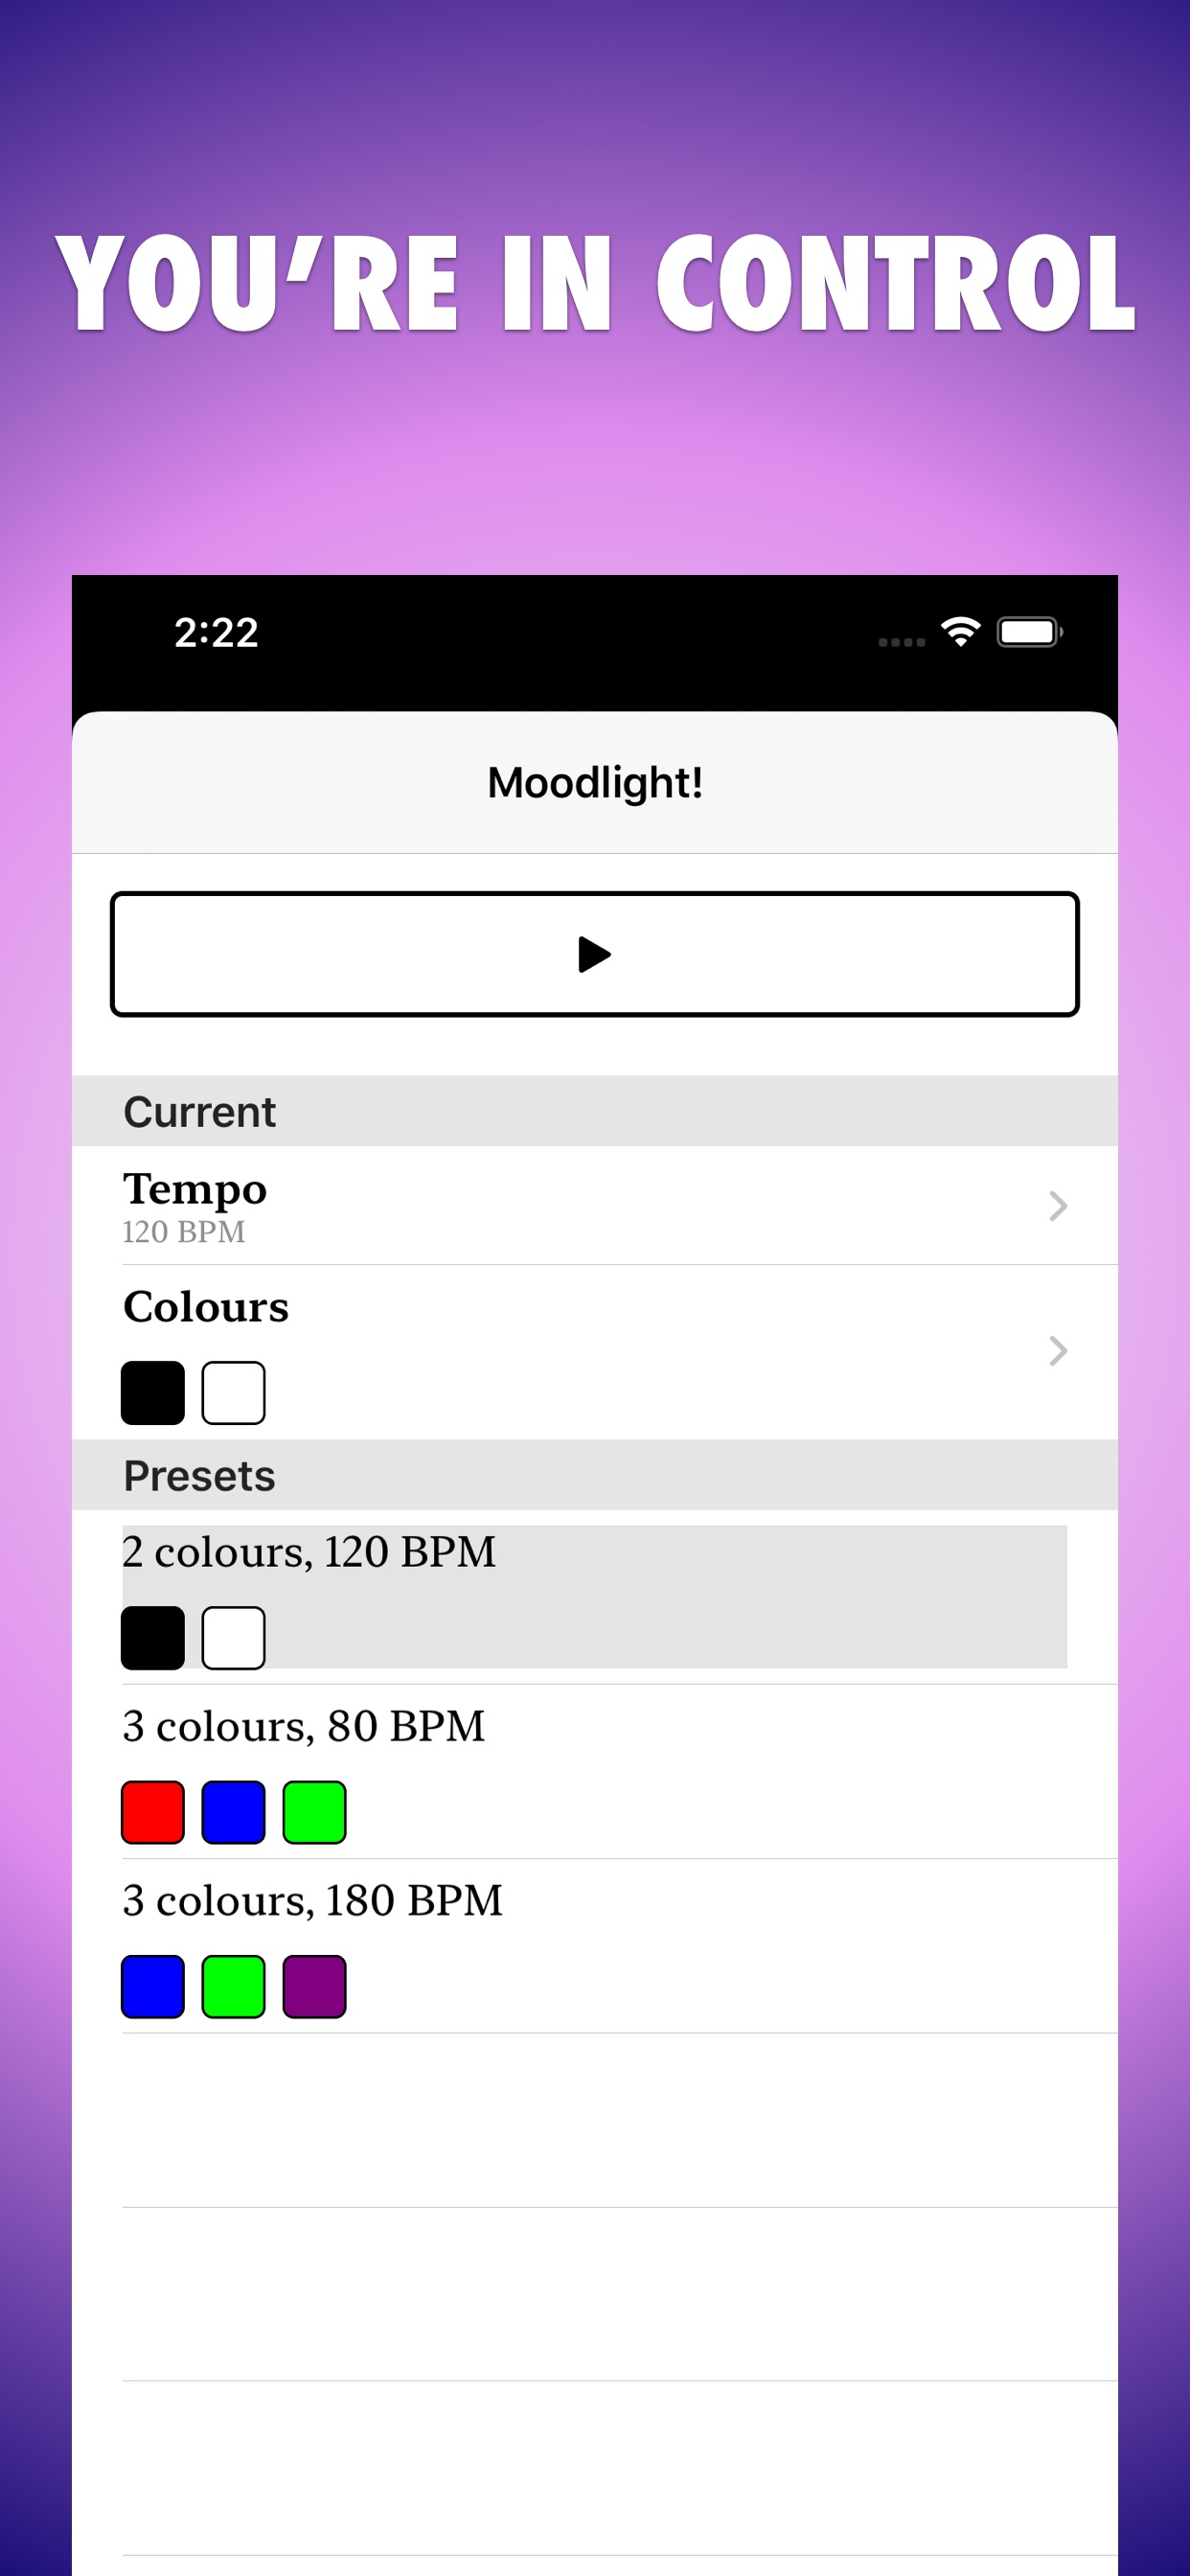 YOU’RE IN CONTROL
2:22
Moodlight!
Current
Tempo
120 BPM
Colours
Presets
2 colours, 120 BPM
3 colours, 80 BPM
3 colours, 180 BPM